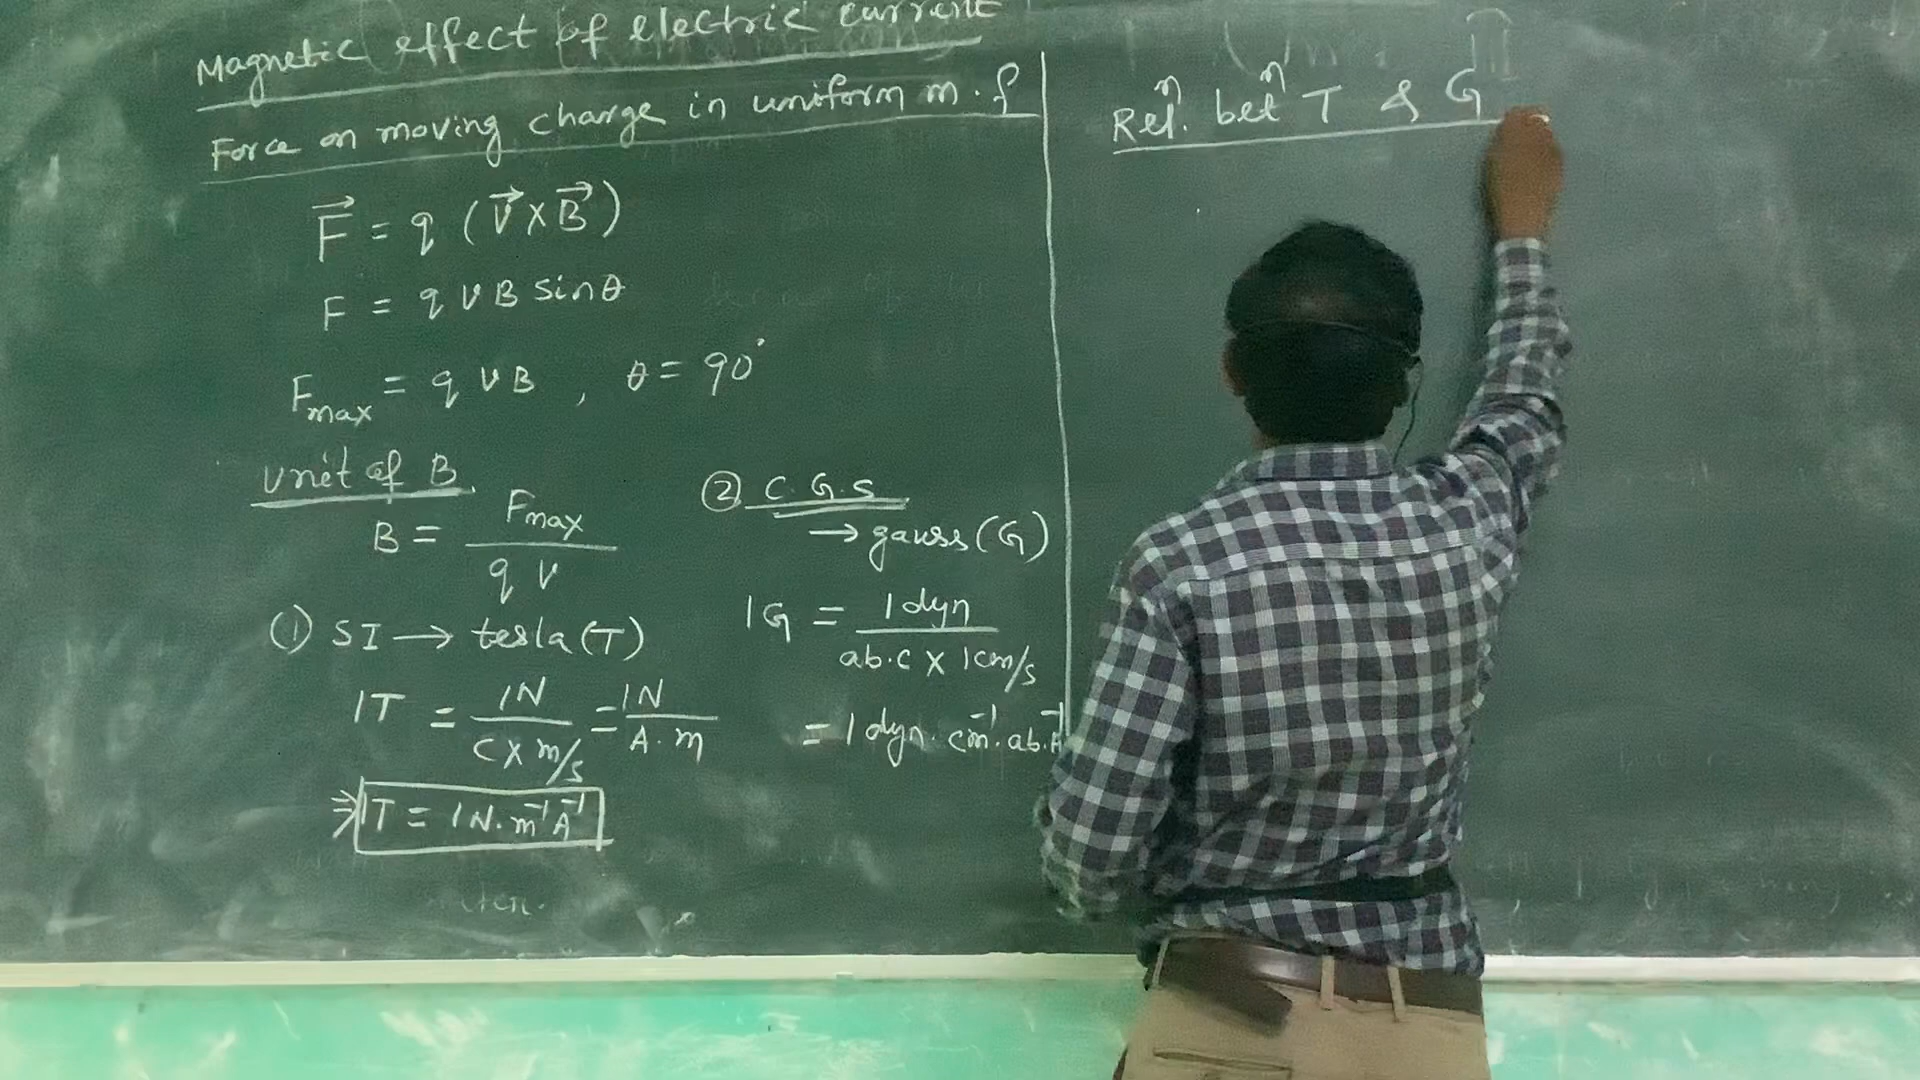 Magnetic effect of electric current
Force on moving charge in uniform m.f
F⃗ = q (V⃗ × B⃗)
F = q v B sinθ
Fmax = q v B , θ = 90°
Unit of B
B = Fmax / q v
① SI → tesla (T)
1T = 1N / C × m/s = 1N / A.m
⇒ 1T = 1N.m⁻¹A⁻¹
② C.G.S
→ gauss (G)
1G = 1dyn / ab.c × 1cm/s
= 1 dyn. cm⁻¹. ab.A⁻¹
Relⁿ. betⁿ T & G